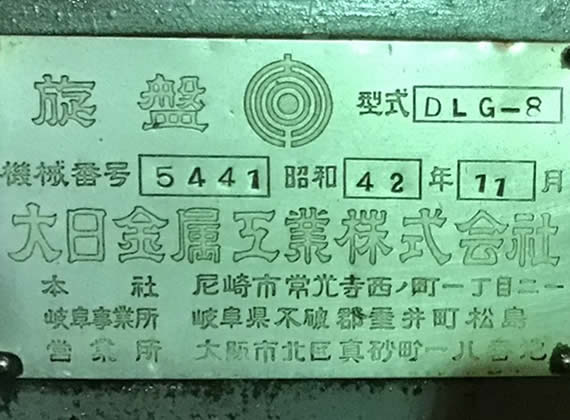 旋盤 型式 DLG-8
機械番号 5441 昭和 42 年 11 月
大日金属工業株式会社
本社 尼崎市常光寺西ノ町一丁目二一
岐阜事業所 岐阜県不破郡垂井町松島
営業所 大阪市北区真砂町一八番地